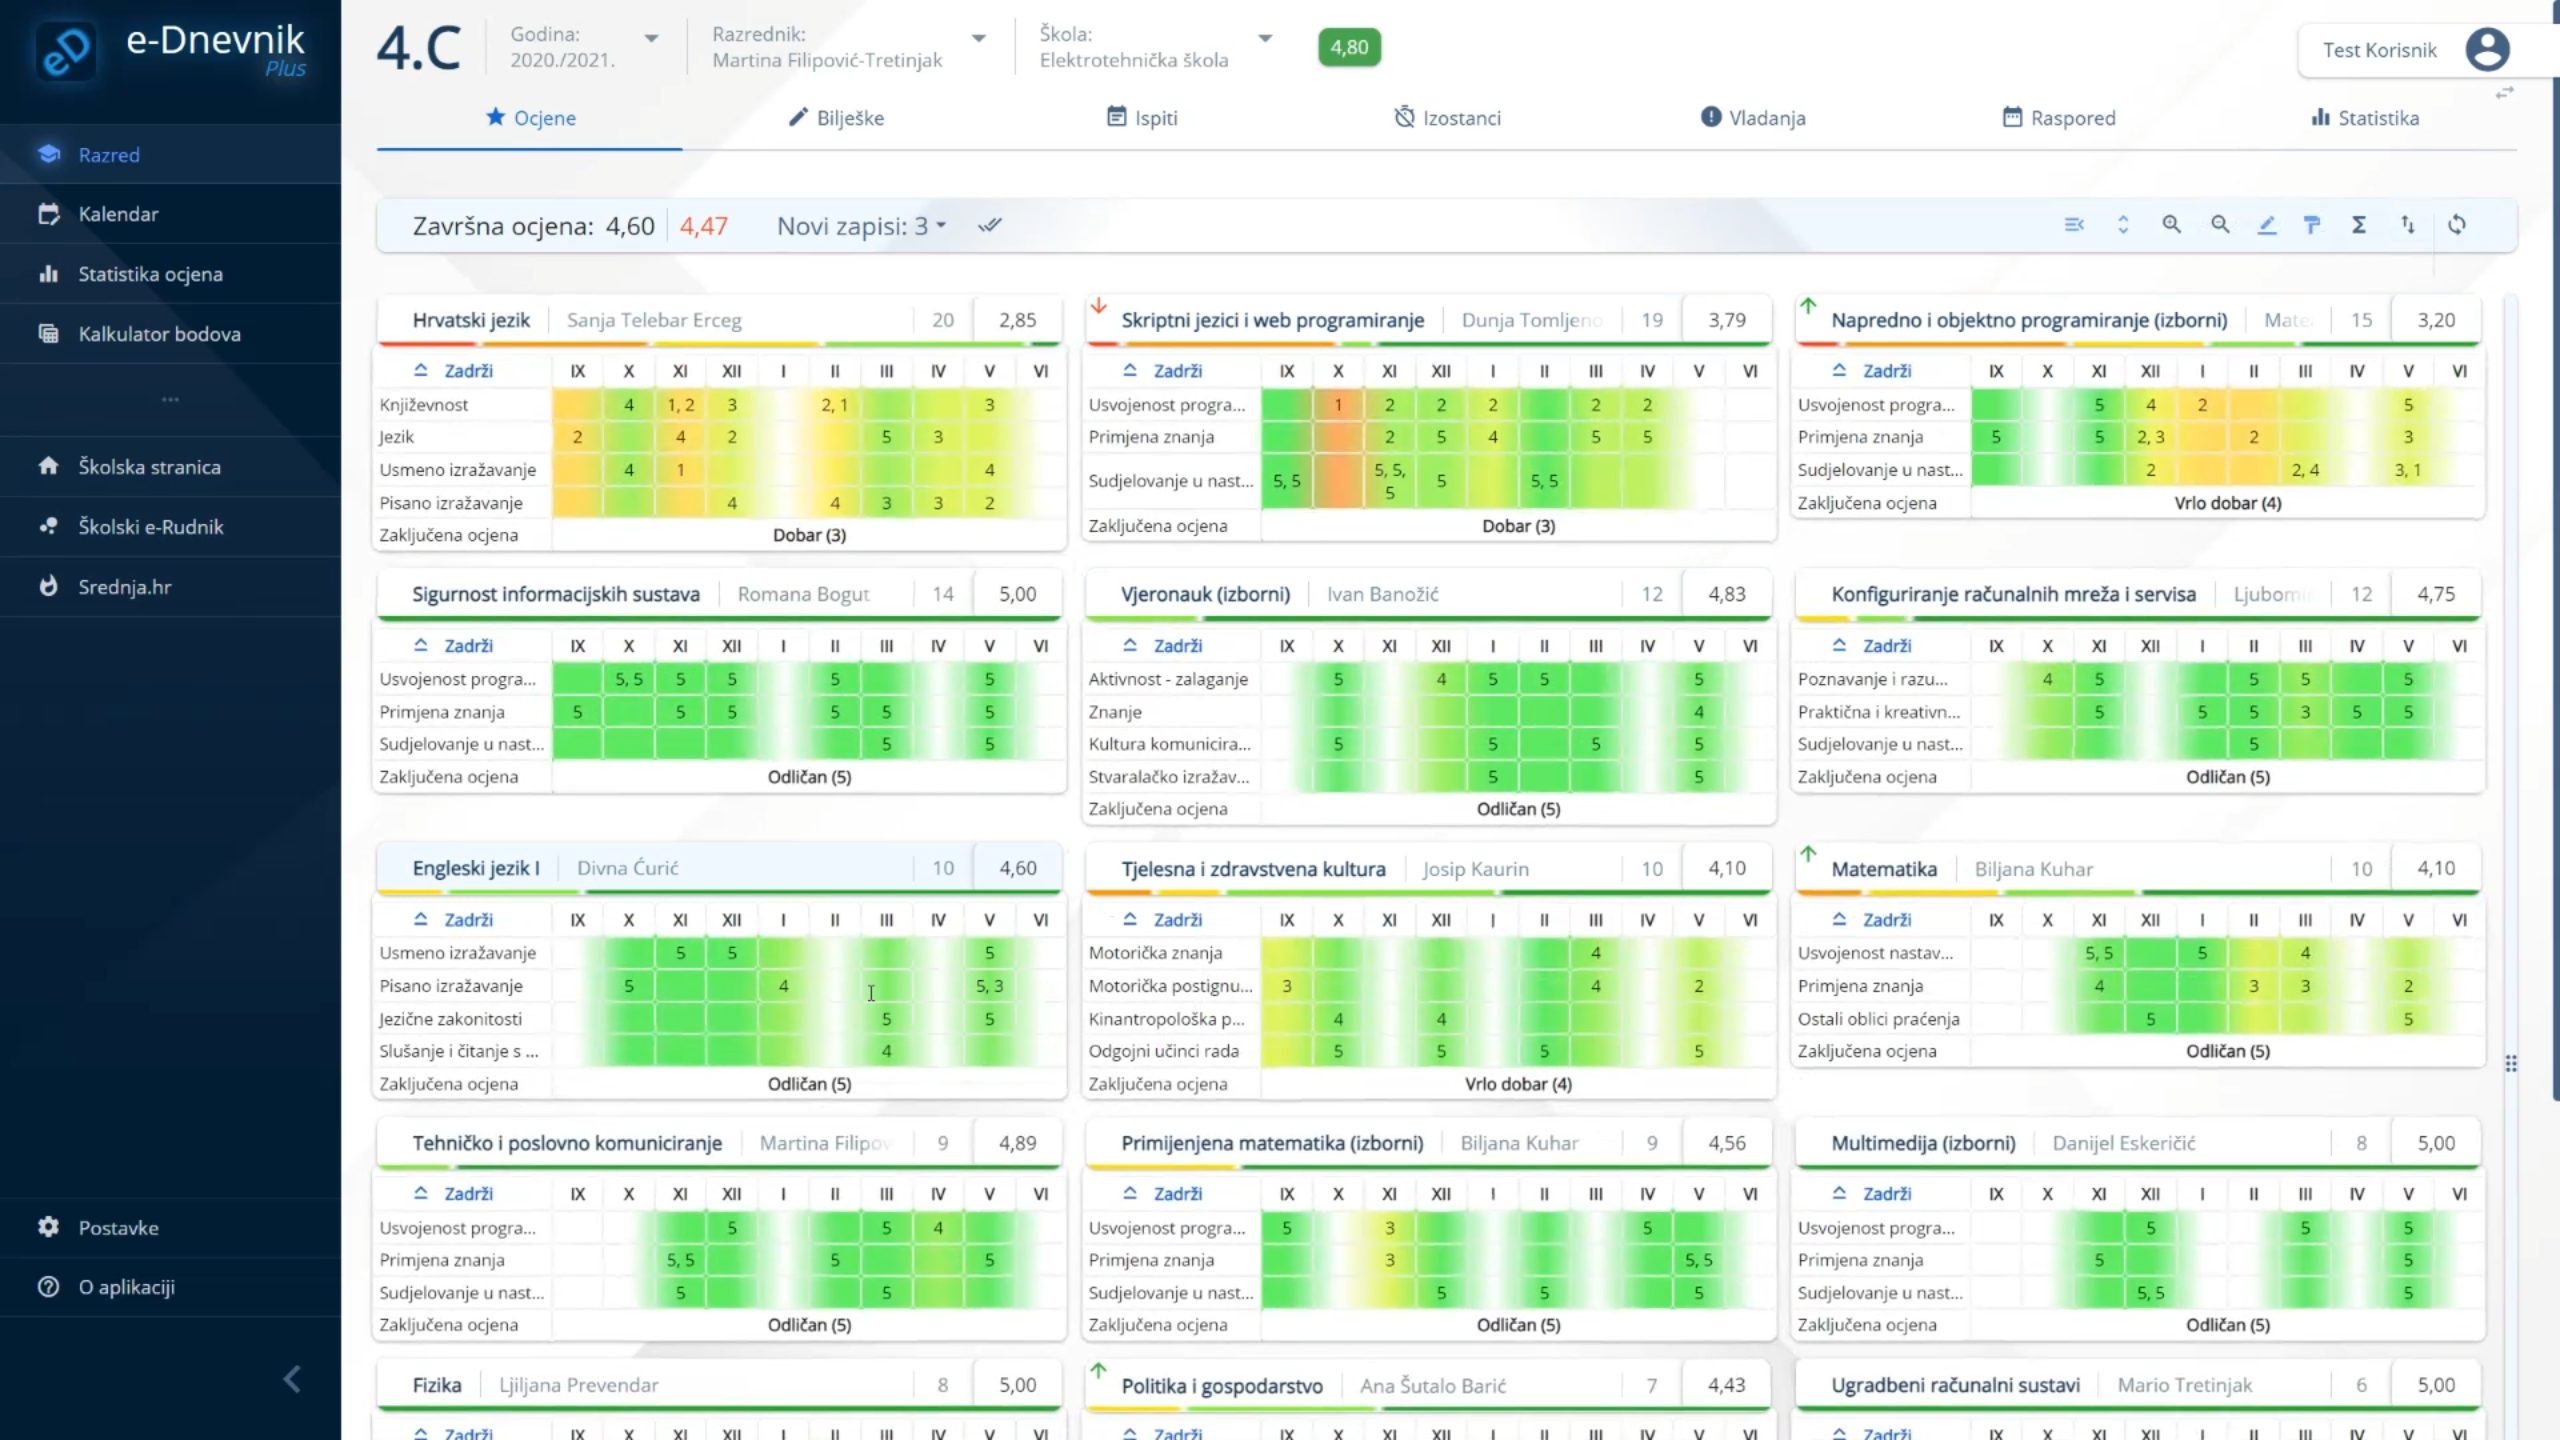 e-Dnevnik
Plus
Razred
Kalendar
Statistika ocjena
Kalkulator bodova
...
Školska stranica
Školski e-Rudnik
Srednja.hr
Postavke
O aplikaciji
4.C
Godina:
2020./2021.
Razrednik:
Martina Filipović-Tretinjak
Škola:
Elektrotehnička škola
4,80
Test Korisnik
Ocjene Bilješke Ispiti Izostanci Vladanja Raspored Statistika
Završna ocjena: 4,60 4,47 Novi zapisi: 3
Hrvatski jezik Sanja Telebar Erceg 20 2,85
Zadrži IX X XI XII I II III IV V VI
Književnost 4 1, 2 3 2, 1 3
Jezik 2 4 2 5 3
Usmeno izražavanje 4 1 4
Pisano izražavanje 4 4 3 3 2
Zaključena ocjena Dobar (3)
Skriptni jezici i web programiranje Dunja Tomljeno 19 3,79
Zadrži IX X XI XII I II III IV V VI
Usvojenost progra... 1 2 2 2 2 2
Primjena znanja 2 5 4 5 5
Sudjelovanje u nast... 5, 5 5, 5, 5 5 5, 5
Zaključena ocjena Dobar (3)
Napredno i objektno programiranje (izborni) Mate 15 3,20
Zadrži IX X XI XII I II III IV V VI
Usvojenost progra... 5 4 2 5
Primjena znanja 5 5 2, 3 2 3
Sudjelovanje u nast... 2 2, 4 3, 1
Zaključena ocjena Vrlo dobar (4)
Sigurnost informacijskih sustava Romana Bogut 14 5,00
Zadrži IX X XI XII I II III IV V VI
Usvojenost progra... 5, 5 5 5 5 5
Primjena znanja 5 5 5 5 5 5
Sudjelovanje u nast... 5 5
Zaključena ocjena Odličan (5)
Vjeronauk (izborni) Ivan Banožić 12 4,83
Zadrži IX X XI XII I II III IV V VI
Aktivnost - zalaganje 5 4 5 5 5
Znanje 4
Kultura komunicira... 5 5 5 5
Stvaralačko izražav... 5 5
Zaključena ocjena Odličan (5)
Konfiguriranje računalnih mreža i servisa Ljubomi 12 4,75
Zadrži IX X XI XII I II III IV V VI
Poznavanje i razu... 4 5 5 5 5
Praktična i kreativn... 5 5 5 3 5 5
Sudjelovanje u nast... 5
Zaključena ocjena Odličan (5)
Engleski jezik I Divna Ćurić 10 4,60
Zadrži IX X XI XII I II III IV V VI
Usmeno izražavanje 5 5 5
Pisano izražavanje 5 4 5, 3
Jezične zakonitosti 5 5
Slušanje i čitanje s ... 4
Zaključena ocjena Odličan (5)
Tjelesna i zdravstvena kultura Josip Kaurin 10 4,10
Zadrži IX X XI XII I II III IV V VI
Motorička znanja 4
Motorička postignu... 3 4 2
Kinantropološka p... 4 4
Odgojni učinci rada 5 5 5 5
Zaključena ocjena Vrlo dobar (4)
Matematika Biljana Kuhar 10 4,10
Zadrži IX X XI XII I II III IV V VI
Usvojenost nastav... 5, 5 5 4
Primjena znanja 4 3 3 2
Ostali oblici praćenja 5 5
Zaključena ocjena Odličan (5)
Tehničko i poslovno komuniciranje Martina Filipov 9 4,89
Zadrži IX X XI XII I II III IV V VI
Usvojenost progra... 5 5 4
Primjena znanja 5, 5 5 5
Sudjelovanje u nast... 5 5
Zaključena ocjena Odličan (5)
Primijenjena matematika (izborni) Biljana Kuhar 9 4,56
Zadrži IX X XI XII I II III IV V VI
Usvojenost progra... 5 3 5
Primjena znanja 3 5, 5
Sudjelovanje u nast... 5 5 5
Zaključena ocjena Odličan (5)
Multimedija (izborni) Danijel Eskeričić 8 5,00
Zadrži IX X XI XII I II III IV V VI
Usvojenost progra... 5 5 5
Primjena znanja 5 5
Sudjelovanje u nast... 5, 5 5
Zaključena ocjena Odličan (5)
Fizika Ljiljana Prevendar 8 5,00
Zadrži IX X XI XII I II III IV V VI
Politika i gospodarstvo Ana Šutalo Barić 7 4,43
Zadrži IX X XI XII I II III IV V VI
Ugradbeni računalni sustavi Mario Tretinjak 6 5,00
Zadrži IX X XI XII I II III IV V VI